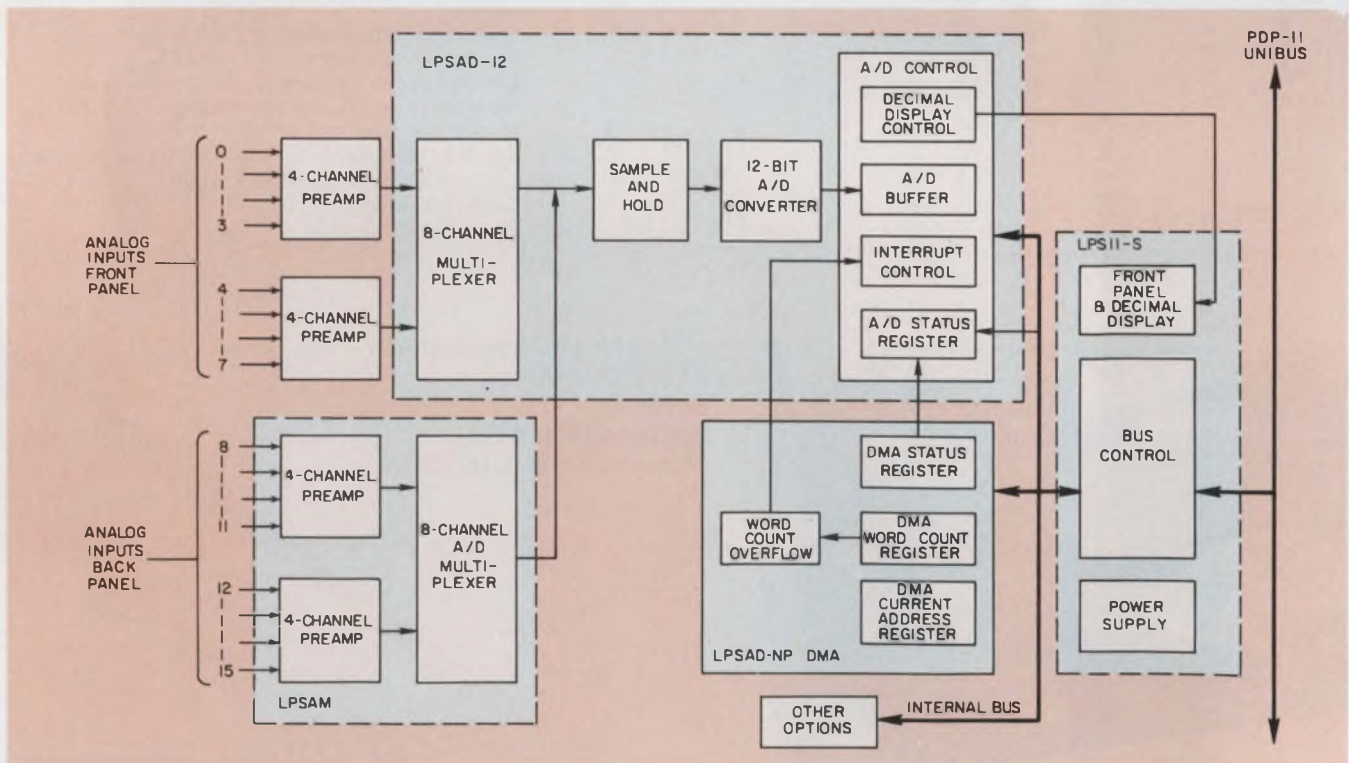 PDP-11
UNIBUS
LPSAD-12
A/D CONTROL
DECIMAL
DISPLAY
CONTROL
A/D
BUFFER
INTERRUPT
CONTROL
A/D STATUS
REGISTER
0
3
4-CHANNEL
PREAMP
ANALOG
INPUTS
FRONT
PANEL
4
7
4-CHANNEL
PREAMP
8-CHANNEL
MULTI-
PLEXER
SAMPLE
AND
HOLD
12-BIT
A/D
CONVERTER
LPS11-S
FRONT
PANEL
& DECIMAL
DISPLAY
BUS
CONTROL
POWER
SUPPLY
ANALOG
INPUTS
BACK
PANEL
8
11
4-CHANNEL
PREAMP
12
15
4-CHANNEL
PREAMP
8-CHANNEL
A/D
MULTI-
PLEXER
LPSAM
DMA STATUS
REGISTER
WORD
COUNT
OVERFLOW
DMA
WORD COUNT
REGISTER
DMA
CURRENT
ADDRESS
REGISTER
LPSAD-NP DMA
OTHER
OPTIONS
INTERNAL BUS